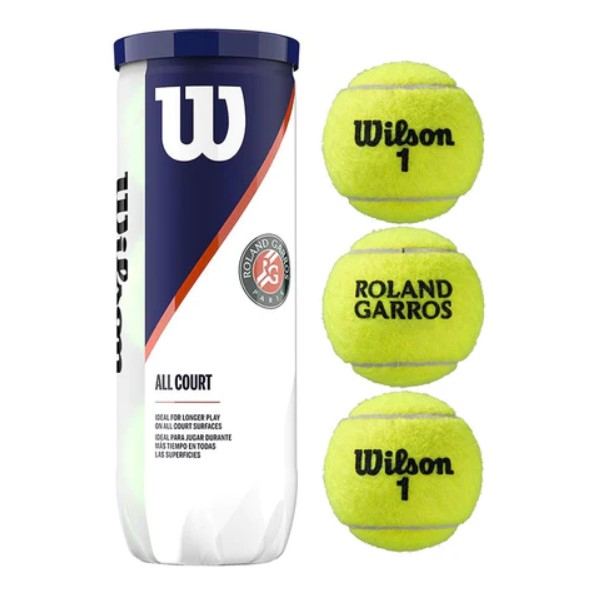 W
Wilson
ROLAND GARROS
RG
PARIS
ALL COURT
IDEAL FOR LONGER PLAY
ON ALL COURT SURFACES
IDEAL PARA JUGAR DURANTE
MÁS TIEMPO EN TODAS
LAS SUPERFICIES
Wilson
1
ROLAND
GARROS
Wilson
1